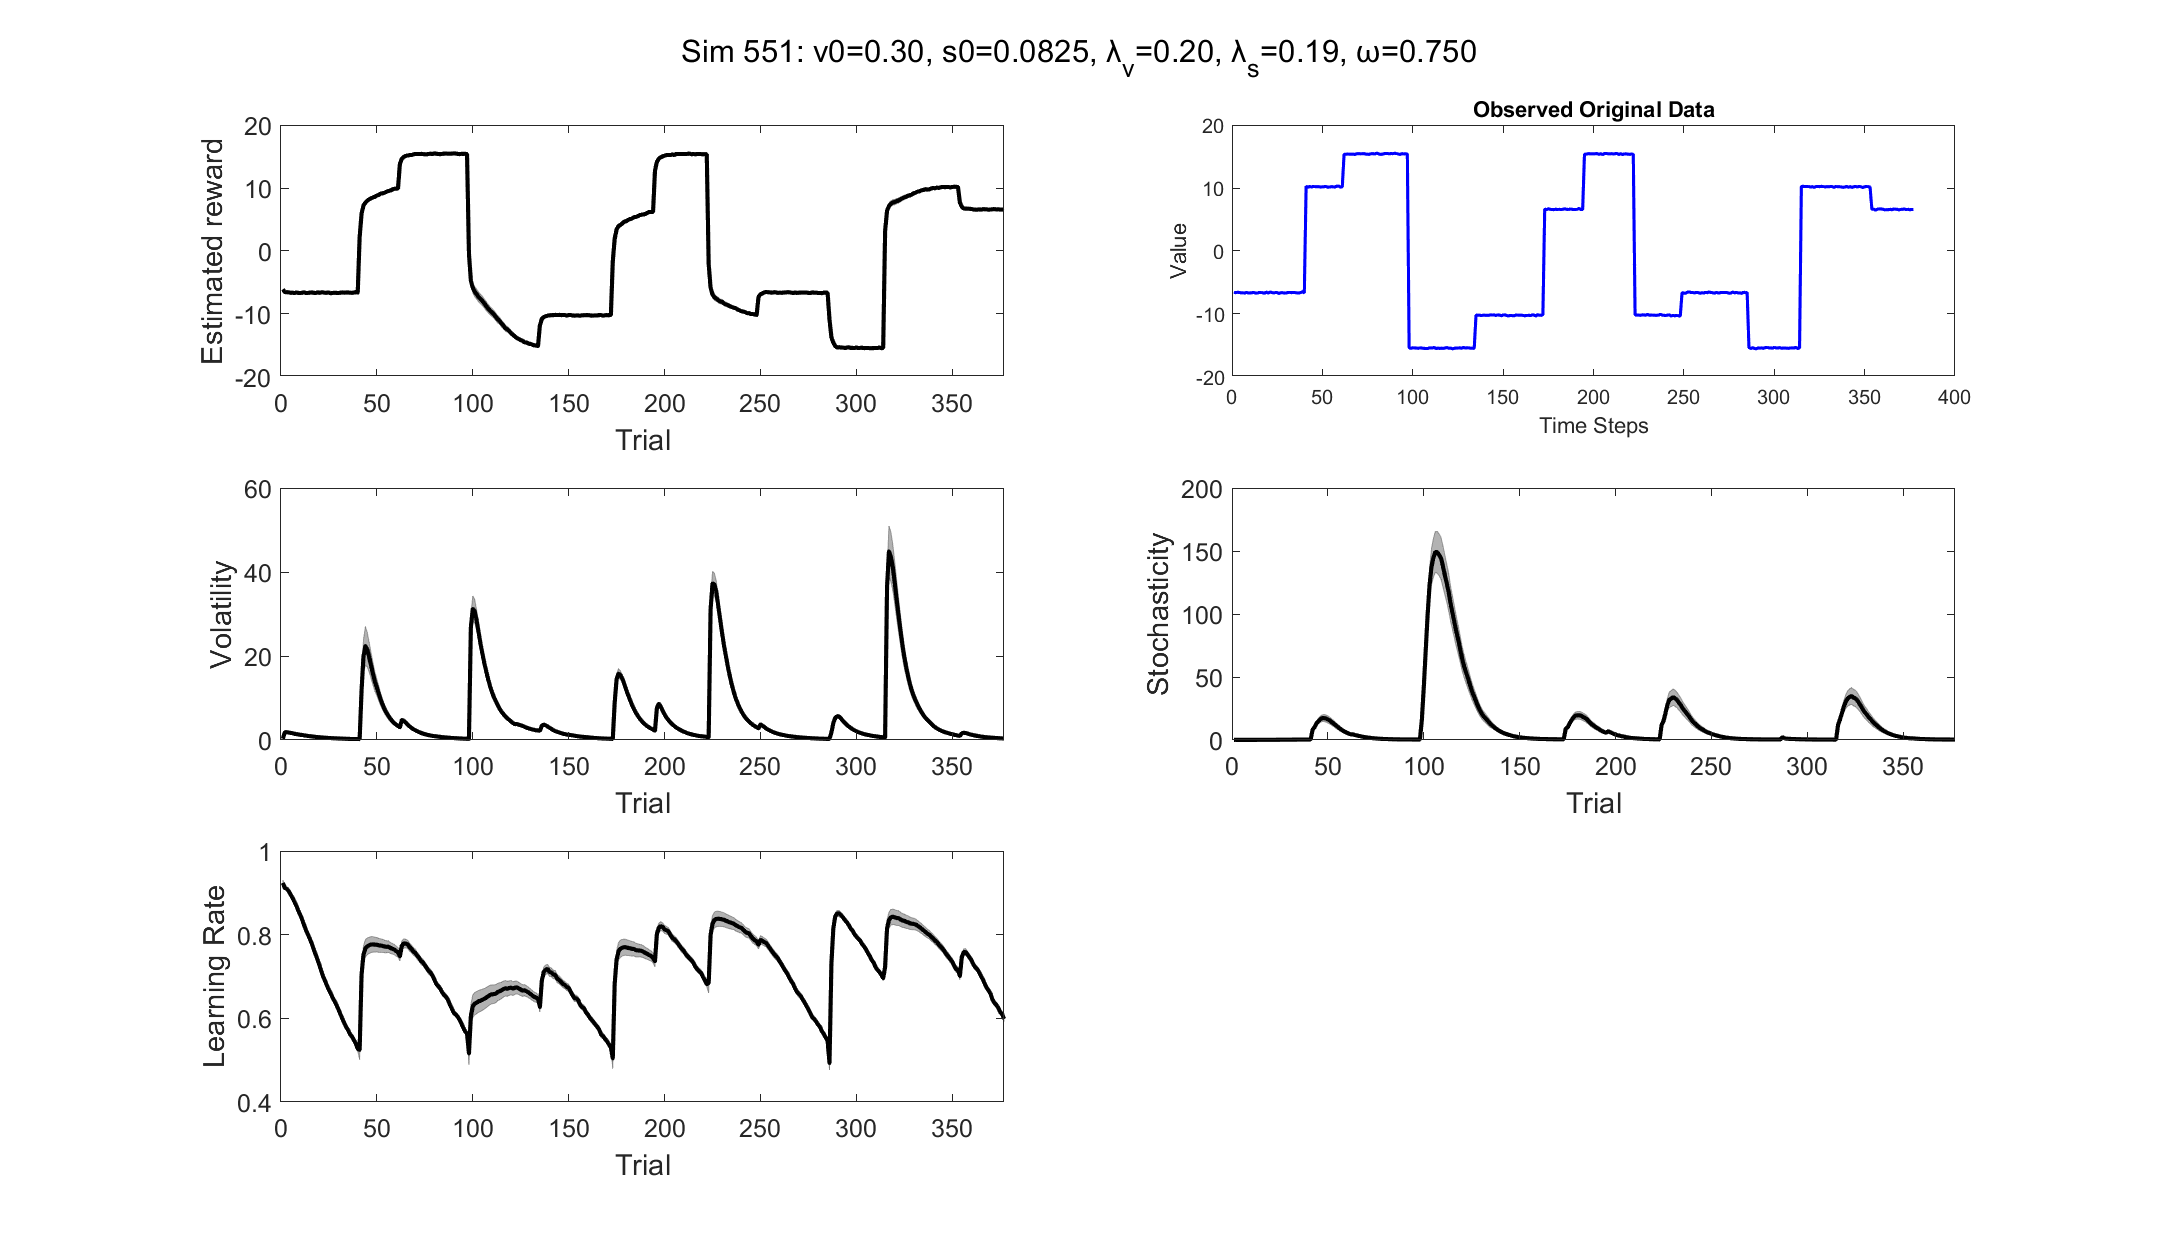 Sim 551: v0=0.30, s0=0.0825, λv=0.20, λs=0.19, ω=0.750
20
10
0
-10
-20
Estimated reward
0 50 100 150 200 250 300 350
Trial
Observed Original Data
20
10
0
-10
-20
Value
0 50 100 150 200 250 300 350 400
Time Steps
60
40
20
0
Volatility
0 50 100 150 200 250 300 350
Trial
200
150
100
50
0
Stochasticity
0 50 100 150 200 250 300 350
Trial
1
0.8
0.6
0.4
Learning Rate
0 50 100 150 200 250 300 350
Trial